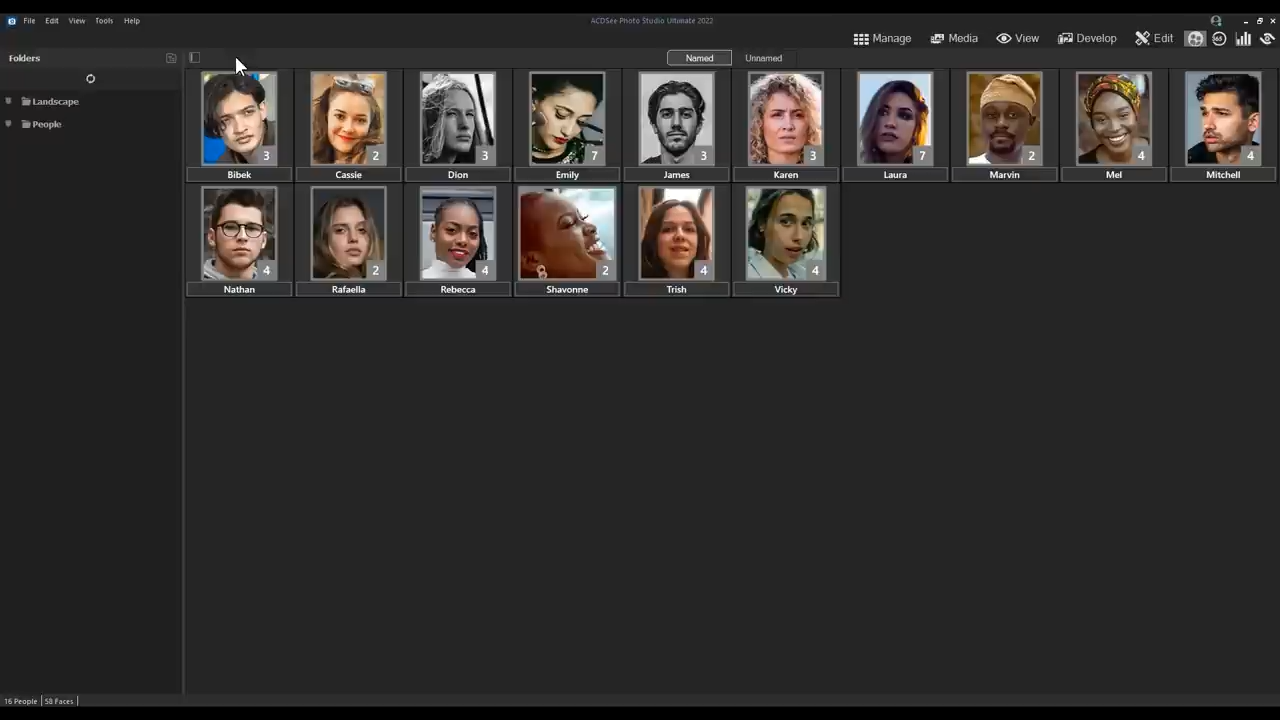 File Edit View Tools Help
ACDSee Photo Studio Ultimate 2022
Manage Media View Develop Edit 365
Folders
Named Unnamed
Landscape
People
3 2 3 7 3 3 7 2 4 4
Bibek Cassie Dion Emily James Karen Laura Marvin Mel Mitchell
4 2 4 2 4 4
Nathan Rafaella Rebecca Shavonne Trish Vicky
16 People 58 Faces